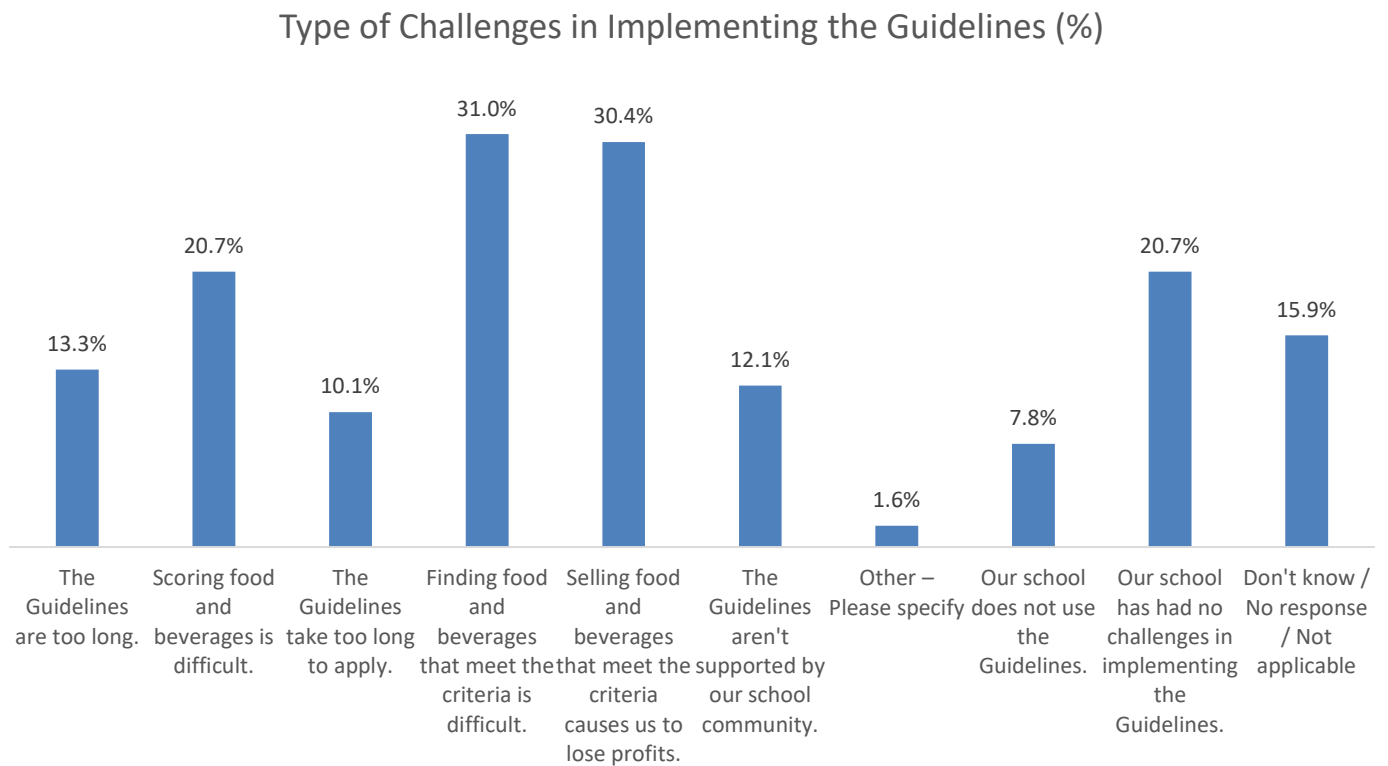 Type of Challenges in Implementing the Guidelines (%)
13.3%
20.7%
10.1%
31.0%
30.4%
12.1%
1.6%
7.8%
20.7%
15.9%
The
Guidelines
are too long.
Scoring food
and
beverages is
difficult.
The
Guidelines
take too long
to apply.
Finding food
and
beverages
that meet the
criteria is
difficult.
Selling food
and
beverages
that meet the
criteria
causes us to
lose profits.
The
Guidelines
aren't
supported by
our school
community.
Other –
Please specify
Our school
does not use
the
Guidelines.
Our school
has had no
challenges in
implementing
the
Guidelines.
Don't know /
No response
/ Not
applicable